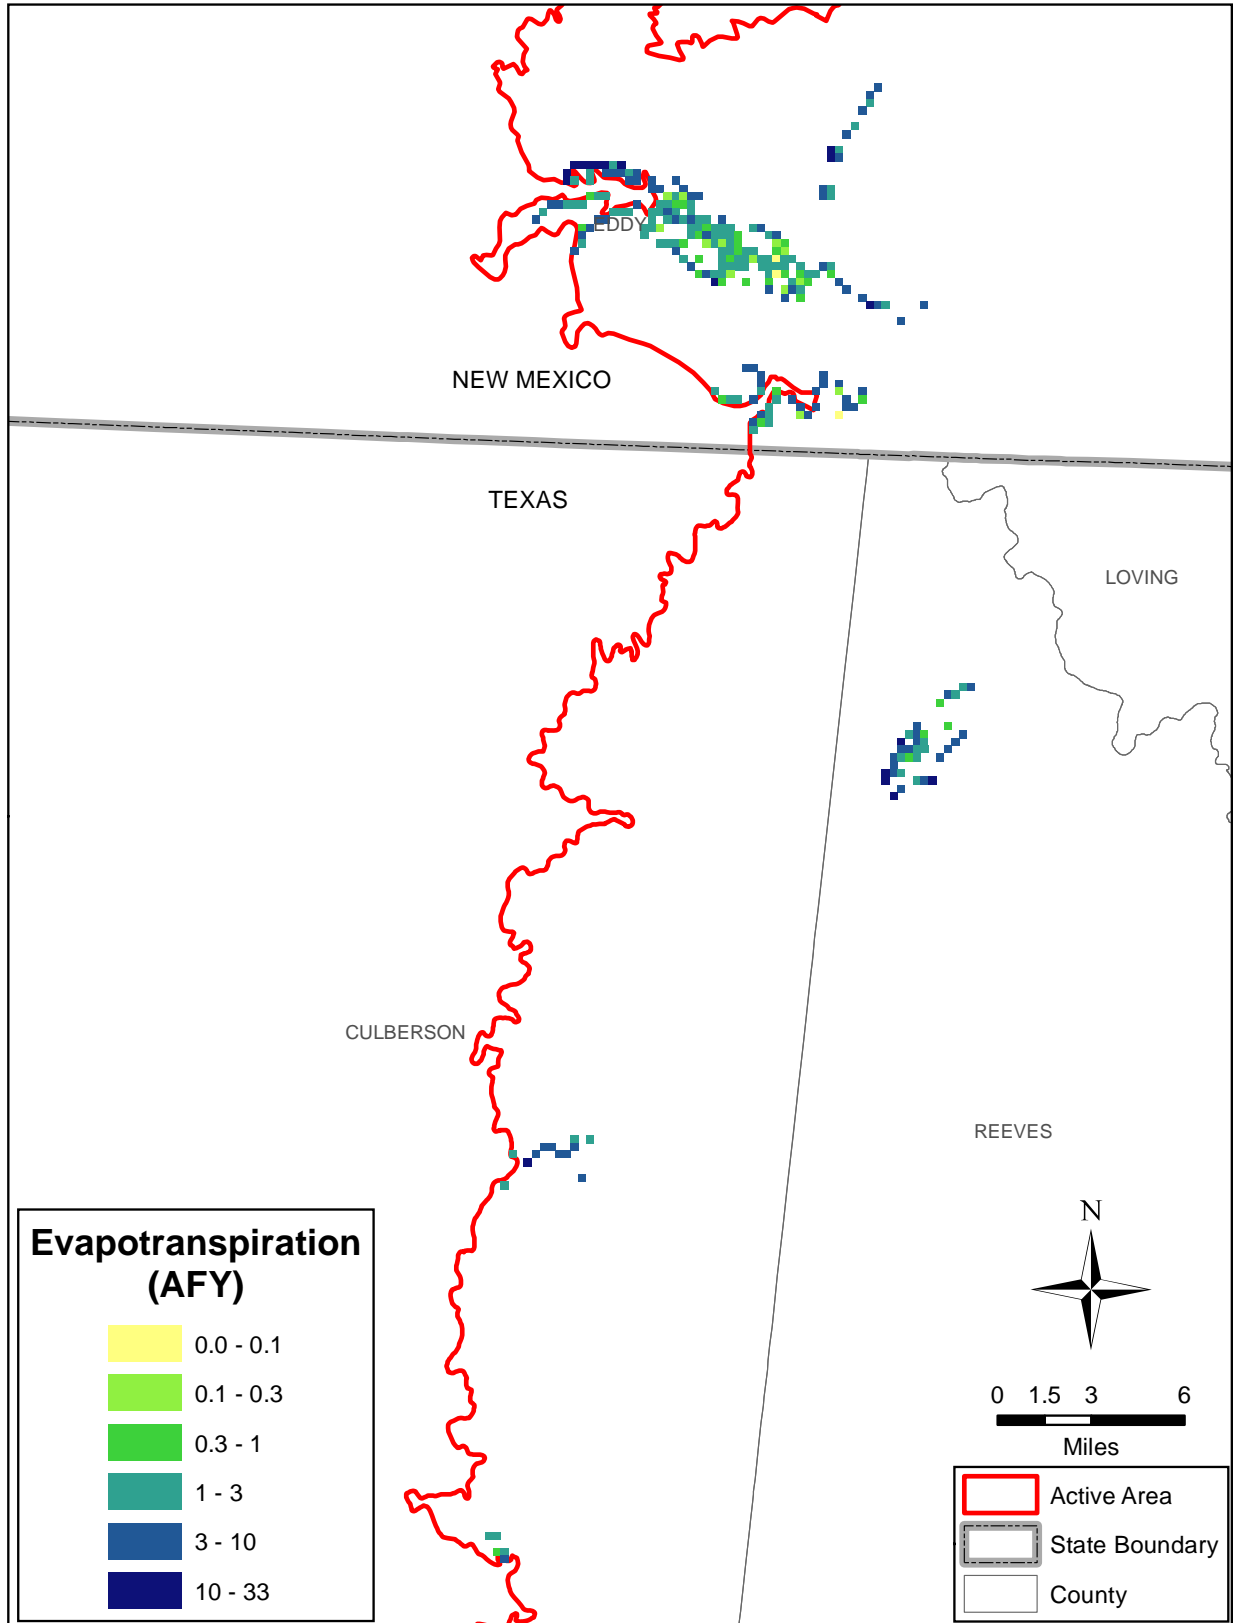 EDDY
NEW MEXICO
TEXAS
LOVING
CULBERSON
REEVES
N
0 1.5 3 6
Miles
Evapotranspiration
(AFY)
0.0 - 0.1
0.1 - 0.3
0.3 - 1
1 - 3
3 - 10
10 - 33
Active Area
State Boundary
County